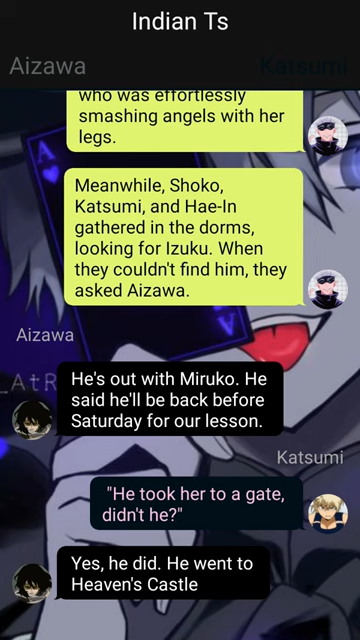 Indian Ts
Aizawa
Katsumi
who was effortlessly
smashing angels with her
legs.
Meanwhile, Shoko,
Katsumi, and Hae-In
gathered in the dorms,
looking for Izuku. When
they couldn't find him, they
asked Aizawa.
Aizawa
He's out with Miruko. He
said he'll be back before
Saturday for our lesson.
Katsumi
"He took her to a gate,
didn't he?"
Yes, he did. He went to
Heaven's Castle
A
A
_AtR